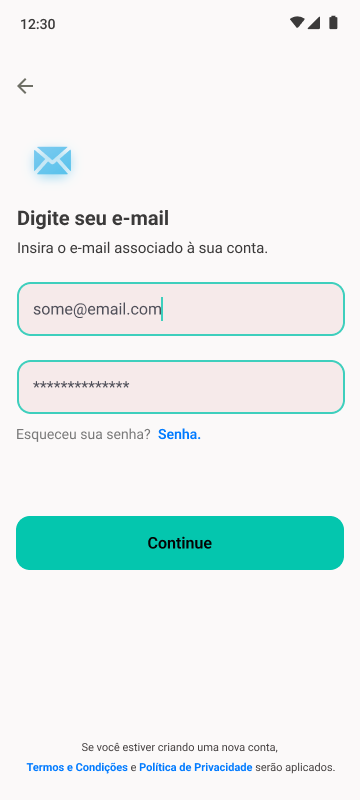 12:30
Digite seu e-mail
Insira o e-mail associado à sua conta.
some@email.com
**************
Esqueceu sua senha? Senha.
Continue
Se você estiver criando uma nova conta,
Termos e Condições e Política de Privacidade serão aplicados.